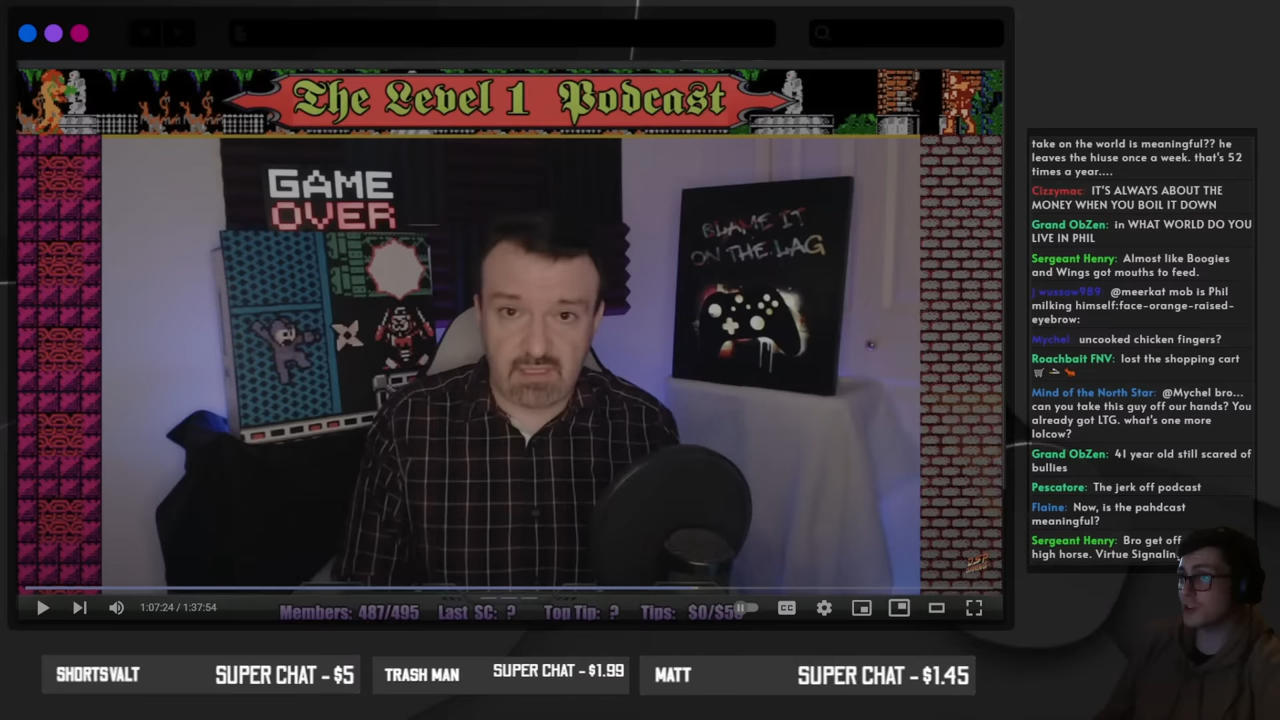 The Level 1 Podcast
GAME
OVER
BLAME IT
ON THE LAG
take on the world is meaningful?? he
leaves the hiuse once a week. that's 52
times a year....
Cizzymac: IT'S ALWAYS ABOUT THE
MONEY WHEN YOU BOIL IT DOWN
Grand ObZen: in WHAT WORLD DO YOU
LIVE IN PHIL
Sergeant Henry: Almost like Boogies
and Wings got mouths to feed.
j wussow989: @meerkat mob is Phil
milking himself:face-orange-raised-
eyebrow:
Mychel: uncooked chicken fingers?
Roachbait FNV: lost the shopping cart
Mind of the North Star: @Mychel bro...
can you take this guy off our hands? You
already got LTG. what's one more
lolcow?
Grand ObZen: 41 year old still scared of
bullies
Pescatore: The jerk off podcast
Flaine: Now, is the pahdcast
meaningful?
Sergeant Henry: Bro get off
high horse. Virtue Signalin
1:07:24 / 1:37:54
Members: 487/495 Last SC: ? Top Tip: ? Tips: $0/$5
CC
SHORTSVALT SUPER CHAT - $5
TRASH MAN SUPER CHAT - $1.99
MATT SUPER CHAT - $1.45